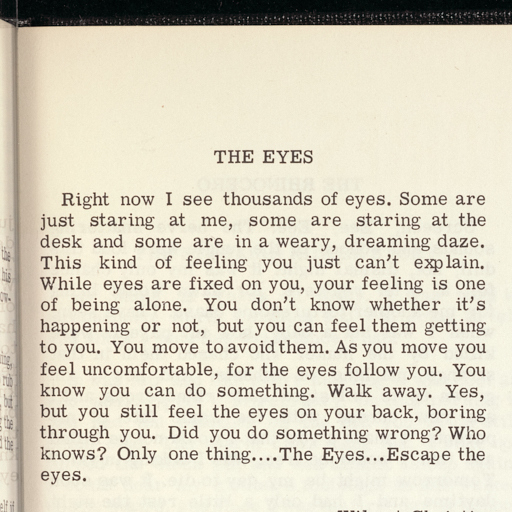 THE EYES
Right now I see thousands of eyes. Some are
just staring at me, some are staring at the
desk and some are in a weary, dreaming daze.
This kind of feeling you just can't explain.
While eyes are fixed on you, your feeling is one
of being alone. You don't know whether it's
happening or not, but you can feel them getting
to you. You move to avoid them. As you move you
feel uncomfortable, for the eyes follow you. You
know you can do something. Walk away. Yes,
but you still feel the eyes on your back, boring
through you. Did you do something wrong? Who
knows? Only one thing....The Eyes...Escape the
eyes.